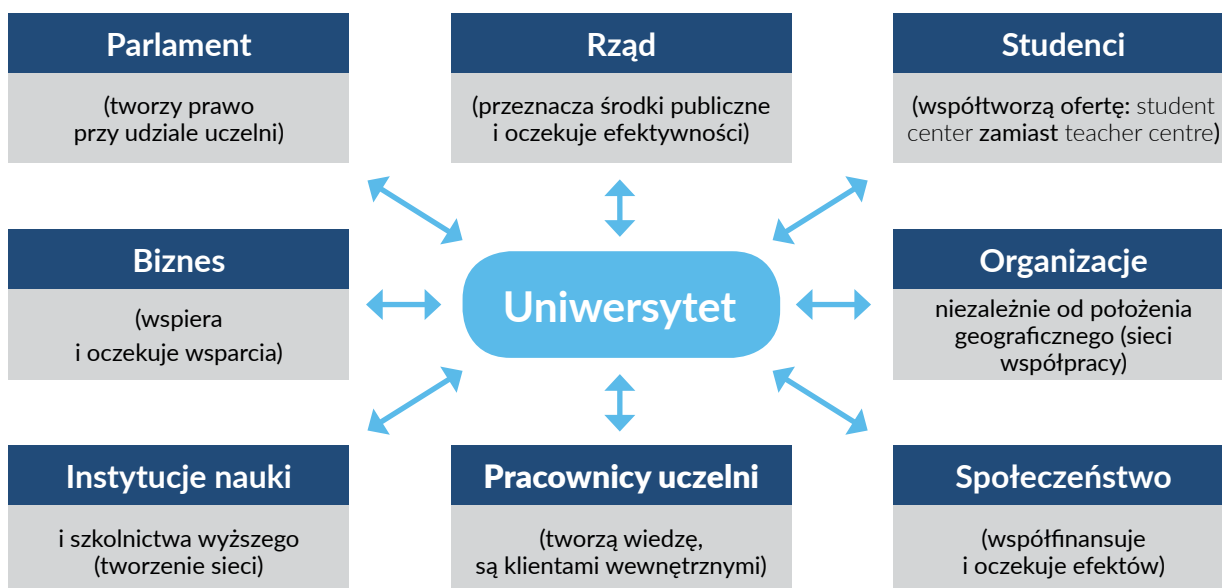 Parlament
(tworzy prawo
przy udziale uczelni)
Rząd
(przeznacza środki publiczne
i oczekuje efektywności)
Studenci
(współtworzą ofertę: student
center zamiast teacher centre)
Biznes
(wspiera
i oczekuje wsparcia)
Uniwersytet
Organizacje
niezależnie od położenia
geograficznego (sieci
współpracy)
Instytucje nauki
i szkolnictwa wyższego
(tworzenie sieci)
Pracownicy uczelni
(tworzą wiedzę,
są klientami wewnętrznymi)
Społeczeństwo
(współfinansuje
i oczekuje efektów)